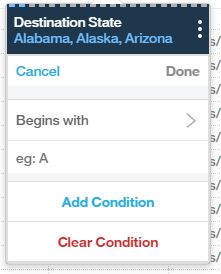 Destination State
Alabama, Alaska, Arizona
Cancel Done
Begins with
eg: A
Add Condition
Clear Condition
s/
s/
s/
s/
s/
s/
s/
s/
s/
s/